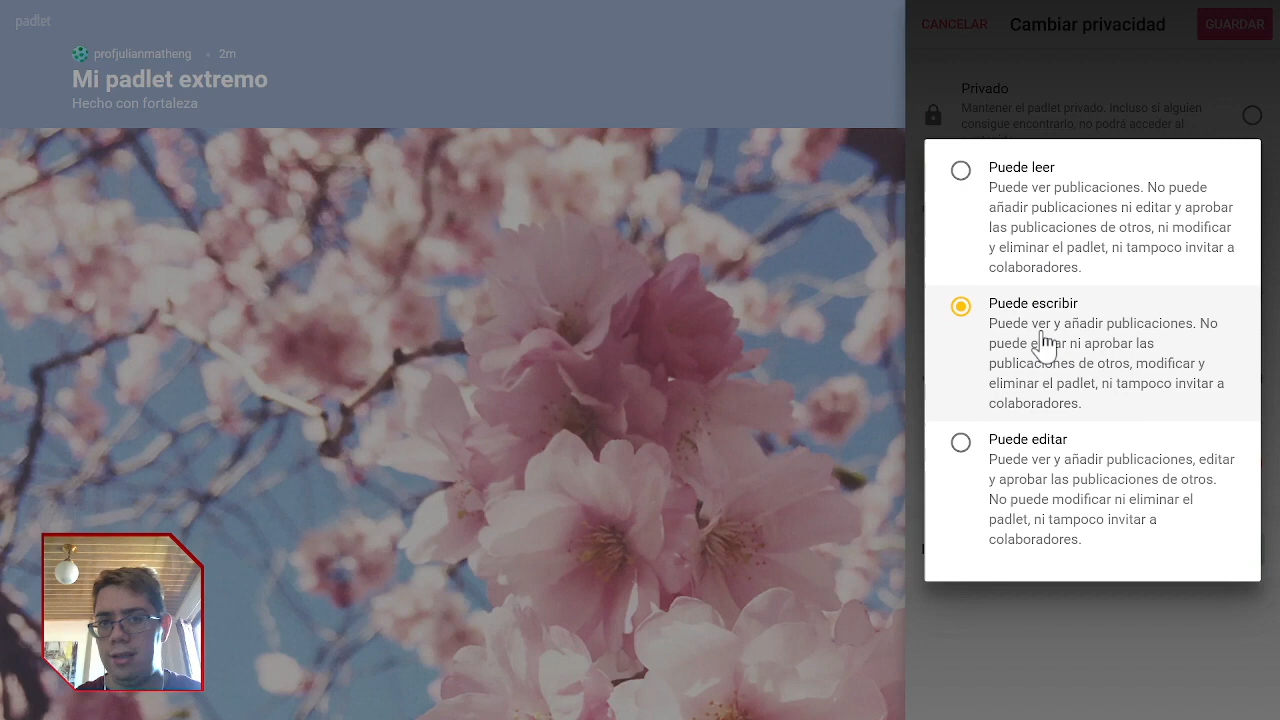 padlet
profjulianmatheng • 2m
Mi padlet extremo
Hecho con fortaleza
CANCELAR
Cambiar privacidad
GUARDAR
Privado
Mantener el padlet privado. Incluso si alguien
consigue encontrarlo, no podrá acceder al
Puede leer
Puede ver publicaciones. No puede
añadir publicaciones ni editar y aprobar
las publicaciones de otros, ni modificar
y eliminar el padlet, ni tampoco invitar a
colaboradores.
Puede escribir
Puede ver y añadir publicaciones. No
puede editar ni aprobar las
publicaciones de otros, modificar y
eliminar el padlet, ni tampoco invitar a
colaboradores.
Puede editar
Puede ver y añadir publicaciones, editar
y aprobar las publicaciones de otros.
No puede modificar ni eliminar el
padlet, ni tampoco invitar a
colaboradores.